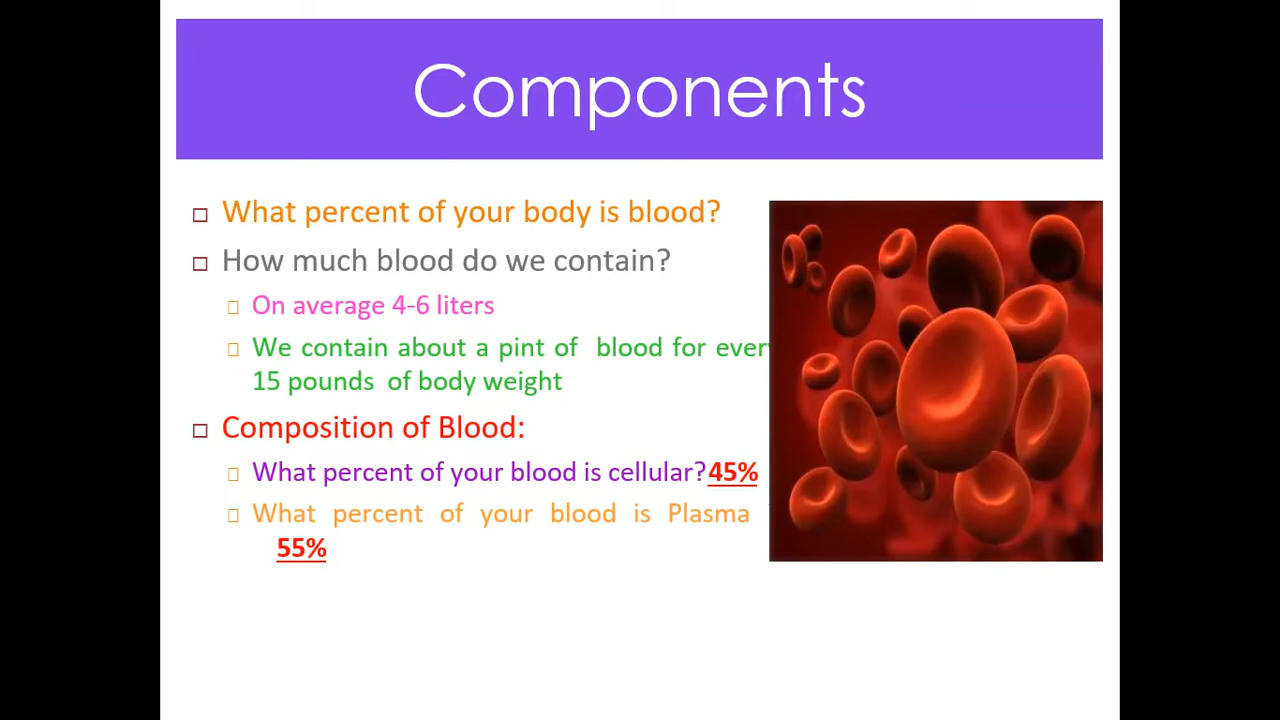 Components
What percent of your body is blood?
How much blood do we contain?
On average 4-6 liters
We contain about a pint of blood for ever
15 pounds of body weight
Composition of Blood:
What percent of your blood is cellular?45%
What percent of your blood is Plasma
55%